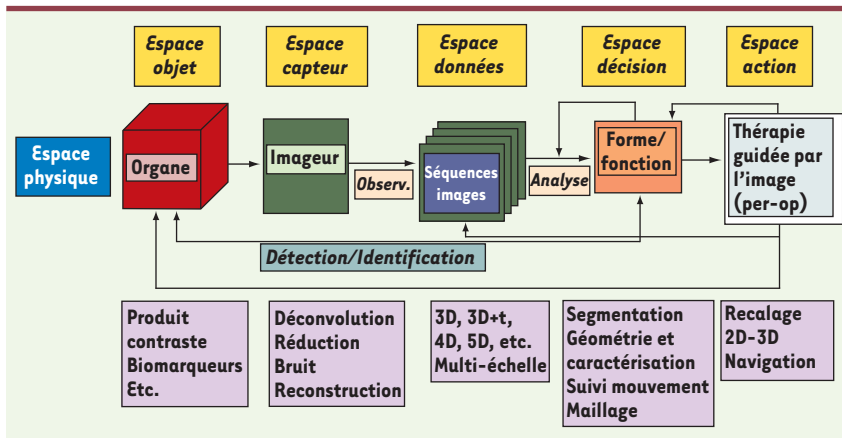 Espace
objet
Espace
capteur
Espace
données
Espace
décision
Espace
action
Espace
physique
Organe
Imageur
Observ.
Séquences
images
Analyse
Forme/
fonction
Thérapie
guidée par
l'image
(per-op)
Détection/Identification
Produit
contraste
Biomarqueurs
Etc.
Déconvolution
Réduction
Bruit
Reconstruction
3D, 3D+t,
4D, 5D, etc.
Multi-échelle
Segmentation
Géométrie et
caractérisation
Suivi mouvement
Maillage
Recalage
2D-3D
Navigation